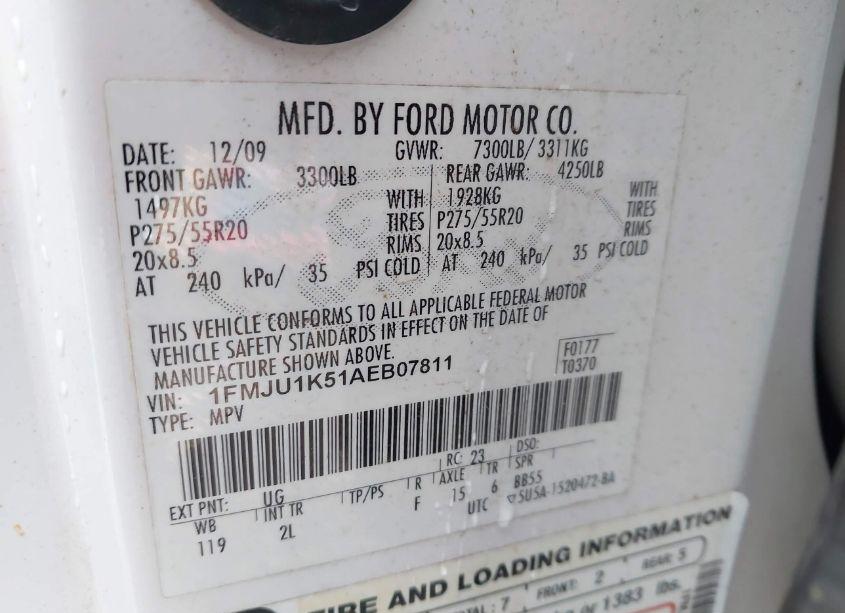 MFD. BY FORD MOTOR CO.
DATE: 12/09 GVWR: 7300LB/ 3311KG
FRONT GAWR: 3300LB REAR GAWR: 4250LB
1497KG WITH 1928KG WITH
P275/55R20 TIRES P275/55R20 TIRES
20x8.5 RIMS 20x8.5 RIMS
AT 240 kPa/ 35 PSI COLD AT 240 kPa/ 35 PSI COLD
THIS VEHICLE CONFORMS TO ALL APPLICABLE FEDERAL MOTOR
VEHICLE SAFETY STANDARDS IN EFFECT ON THE DATE OF
MANUFACTURE SHOWN ABOVE.
F0177
VIN: 1FMJU1K51AEB07811 T0370
TYPE: MPV
RC: 23 DSO:
EXT PNT: UG TP/PS R AXLE TR SPR
WB INT TR F 15 6 BB55
119 2L UTC 5U5A-1520472-BA
AND LOADING INFORMATION
: 7 FRONT: 2 REAR: 5
1383 lbs.